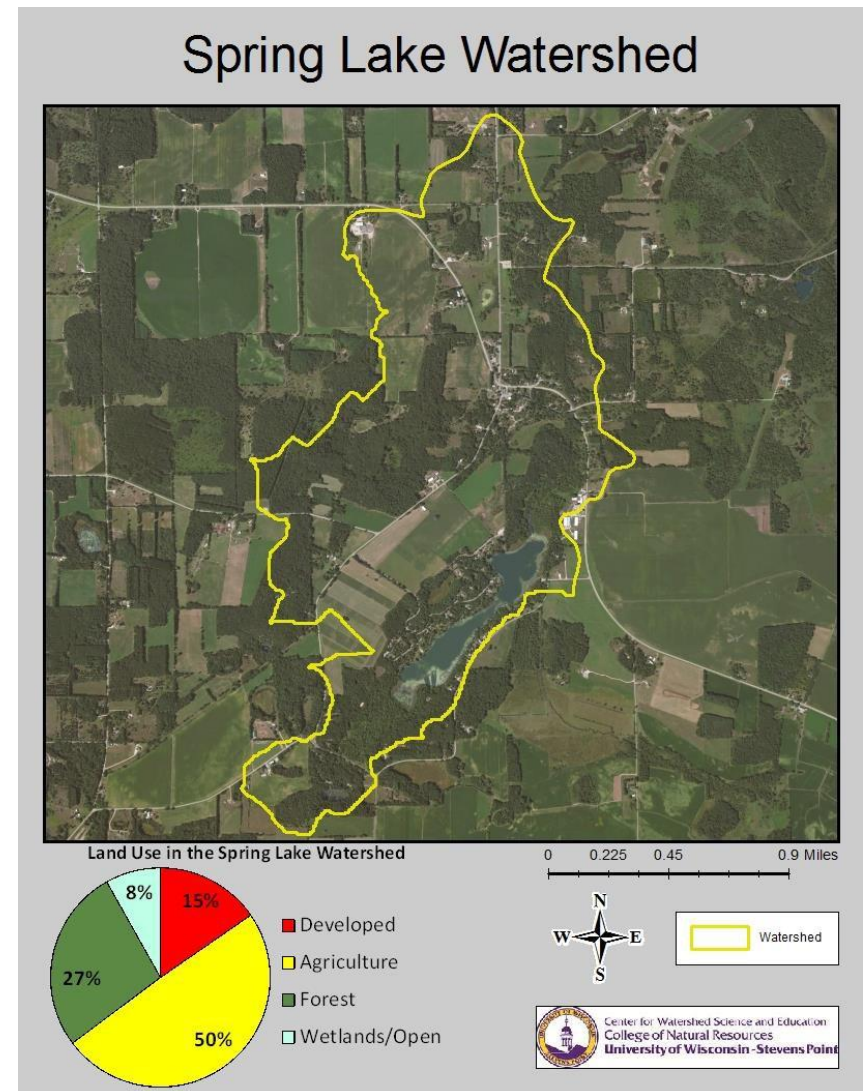 Spring Lake Watershed
Land Use in the Spring Lake Watershed
8%
15%
27%
50%
Developed
Agriculture
Forest
Wetlands/Open
0 0.225 0.45 0.9 Miles
N
W E
S
Watershed
Center for Watershed Science and Education
College of Natural Resources
University of Wisconsin - Stevens Point